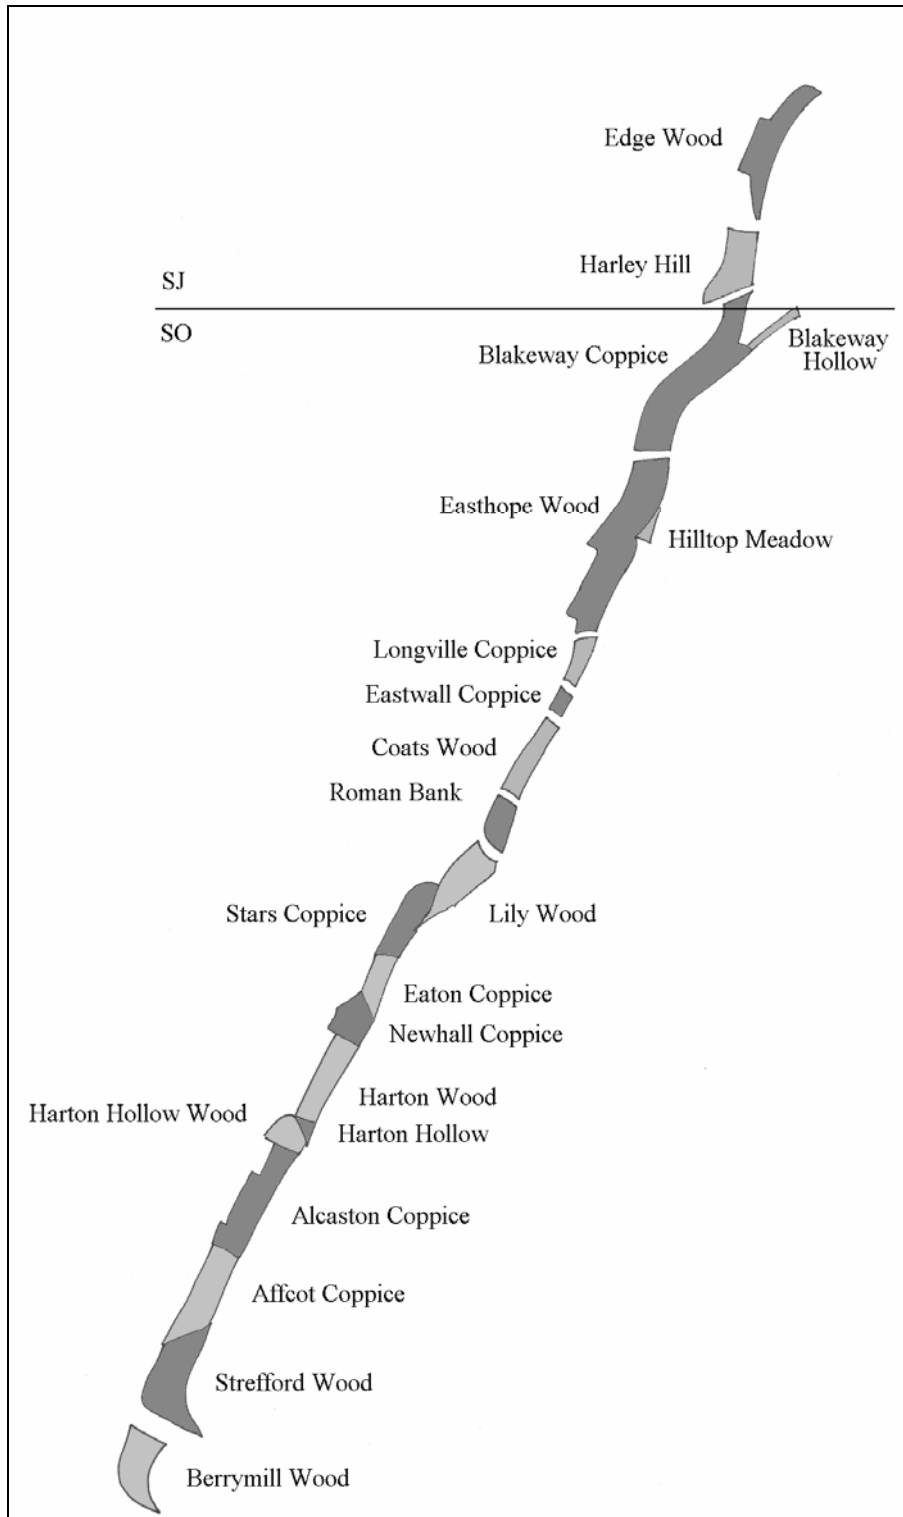 Edge Wood
Harley Hill
SJ
SO
Blakeway
Hollow
Blakeway Coppice
Easthope Wood
Hilltop Meadow
Longville Coppice
Eastwall Coppice
Coats Wood
Roman Bank
Stars Coppice
Lily Wood
Eaton Coppice
Newhall Coppice
Harton Wood
Harton Hollow Wood
Harton Hollow
Alcaston Coppice
Affcot Coppice
Strefford Wood
Berrymill Wood